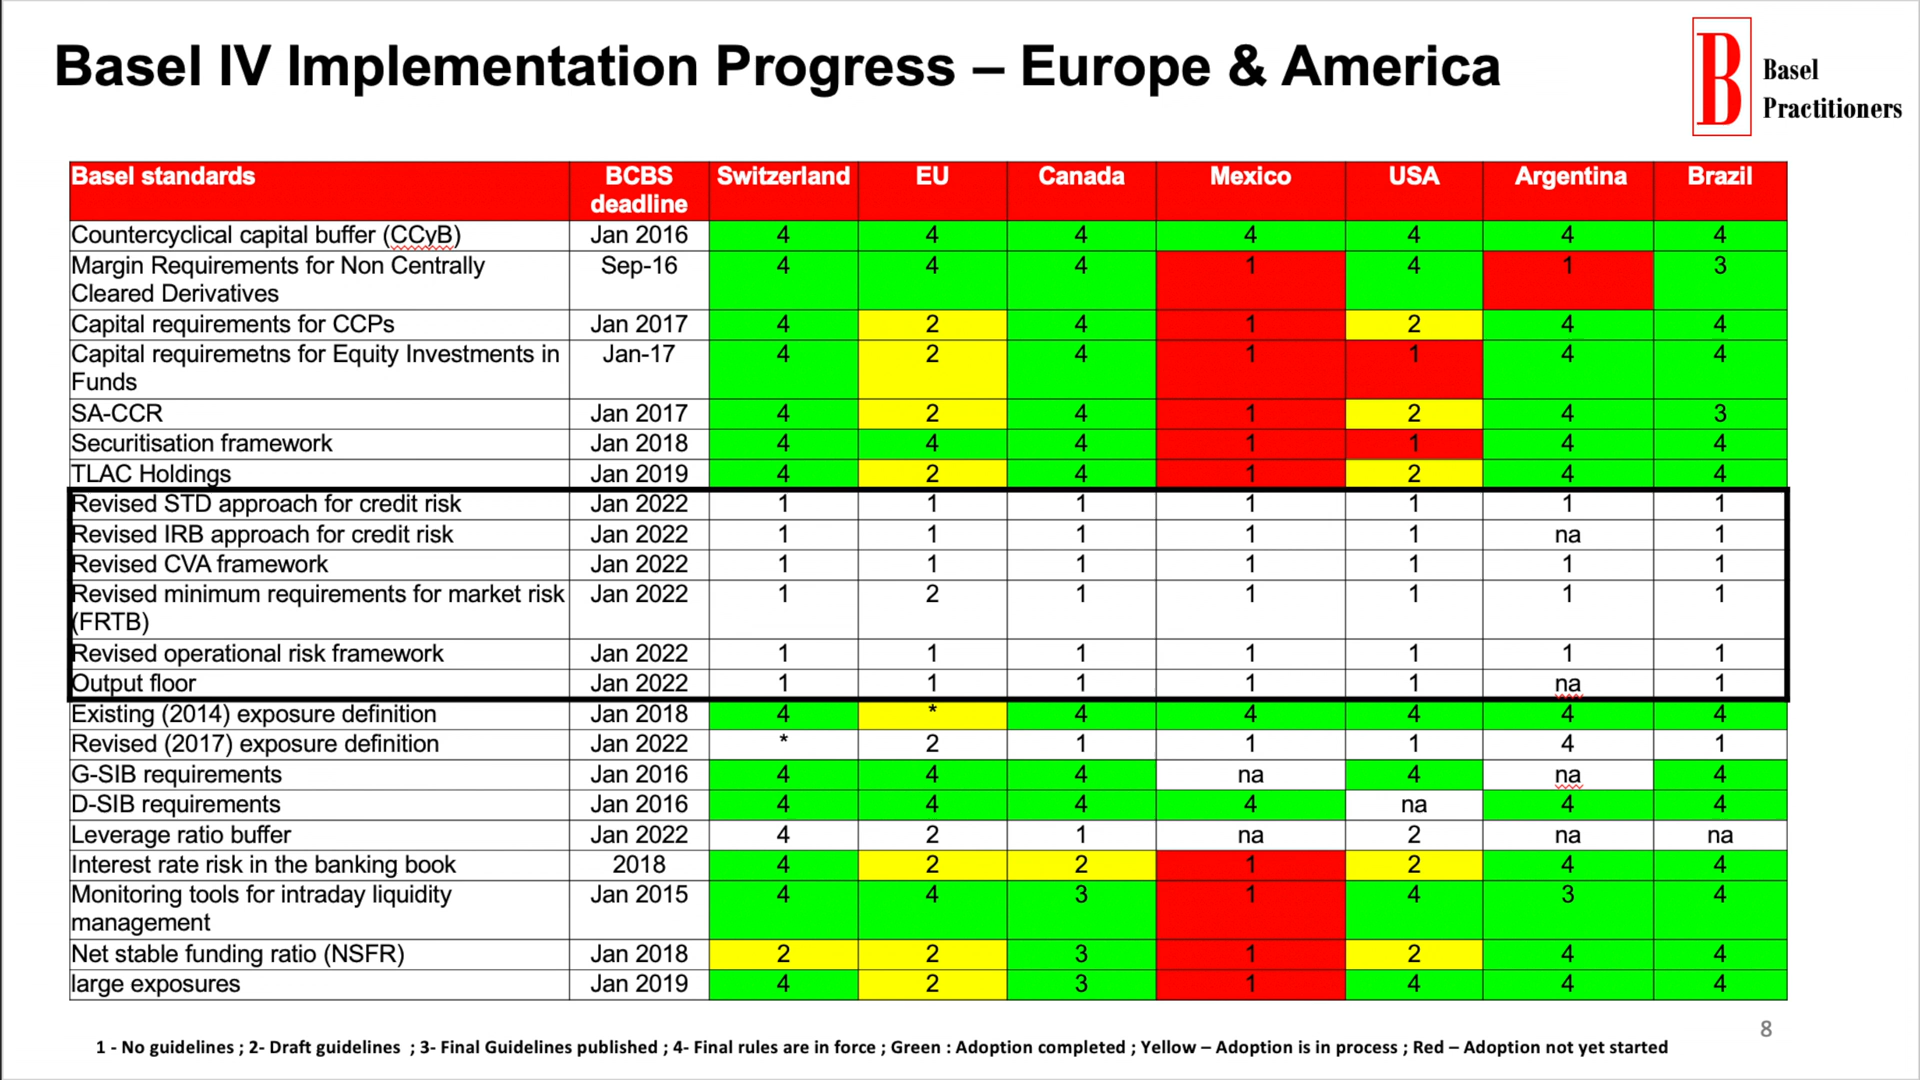 Basel IV Implementation Progress – Europe & America
B
Basel
Practitioners
Basel standards BCBS deadline Switzerland EU Canada Mexico USA Argentina Brazil
Countercyclical capital buffer (CCyB) Jan 2016 4 4 4 4 4 4 4
Margin Requirements for Non Centrally Cleared Derivatives Sep-16 4 4 4 1 4 1 3
Capital requirements for CCPs Jan 2017 4 2 4 1 2 4 4
Capital requiremetns for Equity Investments in Funds Jan-17 4 2 4 1 1 4 4
SA-CCR Jan 2017 4 2 4 1 2 4 3
Securitisation framework Jan 2018 4 4 4 1 1 4 4
TLAC Holdings Jan 2019 4 2 4 1 2 4 4
Revised STD approach for credit risk Jan 2022 1 1 1 1 1 1 1
Revised IRB approach for credit risk Jan 2022 1 1 1 1 1 na 1
Revised CVA framework Jan 2022 1 1 1 1 1 1 1
Revised minimum requirements for market risk (FRTB) Jan 2022 1 2 1 1 1 1 1
Revised operational risk framework Jan 2022 1 1 1 1 1 1 1
Output floor Jan 2022 1 1 1 1 1 na 1
Existing (2014) exposure definition Jan 2018 4 * 4 4 4 4 4
Revised (2017) exposure definition Jan 2022 * 2 1 1 1 4 1
G-SIB requirements Jan 2016 4 4 4 na 4 na 4
D-SIB requirements Jan 2016 4 4 4 4 na 4 4
Leverage ratio buffer Jan 2022 4 2 1 na 2 na na
Interest rate risk in the banking book 2018 4 2 2 1 2 4 4
Monitoring tools for intraday liquidity management Jan 2015 4 4 3 1 4 3 4
Net stable funding ratio (NSFR) Jan 2018 2 2 3 1 2 4 4
large exposures Jan 2019 4 2 3 1 4 4 4
8
1 - No guidelines ; 2- Draft guidelines ; 3- Final Guidelines published ; 4- Final rules are in force ; Green : Adoption completed ; Yellow – Adoption is in process ; Red – Adoption not yet started